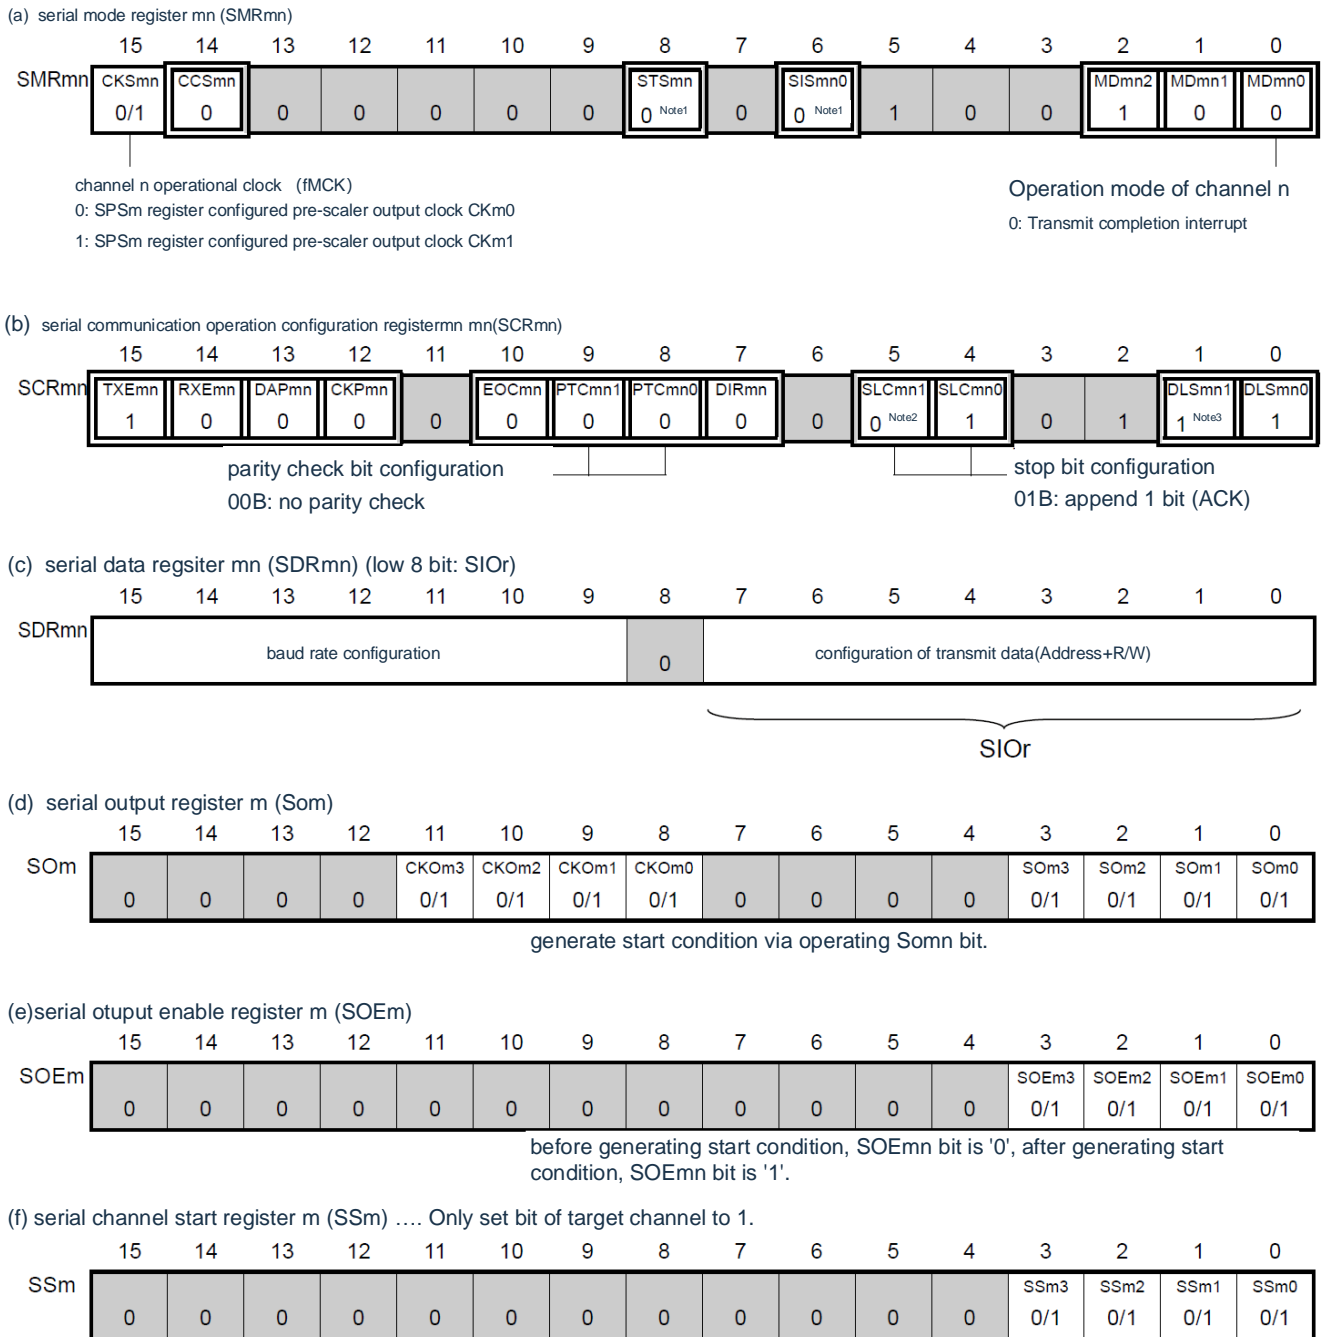 (a) serial mode register mn (SMRmn)
15 14 13 12 11 10 9 8 7 6 5 4 3 2 1 0
SMRmn CKSmn CCSmn STSmn SISmn0 MDmn2 MDmn1 MDmn0
0/1 0 0 0 0 0 0 0 Note1 0 0 Note1 1 0 0 1 0 0
channel n operational clock (fMCK)
0: SPSm register configured pre-scaler output clock CKm0
1: SPSm register configured pre-scaler output clock CKm1
Operation mode of channel n
0: Transmit completion interrupt
(b) serial communication operation configuration registermn mn(SCRmn)
15 14 13 12 11 10 9 8 7 6 5 4 3 2 1 0
SCRmn TXEmn RXEmn DAPmn CKPmn EOCmn PTCmn1 PTCmn0 DIRmn SLCmn1 SLCmn0 DLSmn1 DLSmn0
1 0 0 0 0 0 0 0 0 0 0 Note2 1 0 1 1 Note3 1
parity check bit configuration
00B: no parity check
stop bit configuration
01B: append 1 bit (ACK)
(c) serial data regsiter mn (SDRmn) (low 8 bit: SIOr)
15 14 13 12 11 10 9 8 7 6 5 4 3 2 1 0
SDRmn
baud rate configuration 0 configuration of transmit data(Address+R/W)
SIOr
(d) serial output register m (Som)
15 14 13 12 11 10 9 8 7 6 5 4 3 2 1 0
SOm CKOm3 CKOm2 CKOm1 CKOm0 SOm3 SOm2 SOm1 SOm0
0 0 0 0 0/1 0/1 0/1 0/1 0 0 0 0 0/1 0/1 0/1 0/1
generate start condition via operating Somn bit.
(e)serial otuput enable register m (SOEm)
15 14 13 12 11 10 9 8 7 6 5 4 3 2 1 0
SOEm SOEm3 SOEm2 SOEm1 SOEm0
0 0 0 0 0 0 0 0 0 0 0 0 0/1 0/1 0/1 0/1
before generating start condition, SOEmn bit is '0', after generating start
condition, SOEmn bit is '1'.
(f) serial channel start register m (SSm) .... Only set bit of target channel to 1.
15 14 13 12 11 10 9 8 7 6 5 4 3 2 1 0
SSm SSm3 SSm2 SSm1 SSm0
0 0 0 0 0 0 0 0 0 0 0 0 0/1 0/1 0/1 0/1